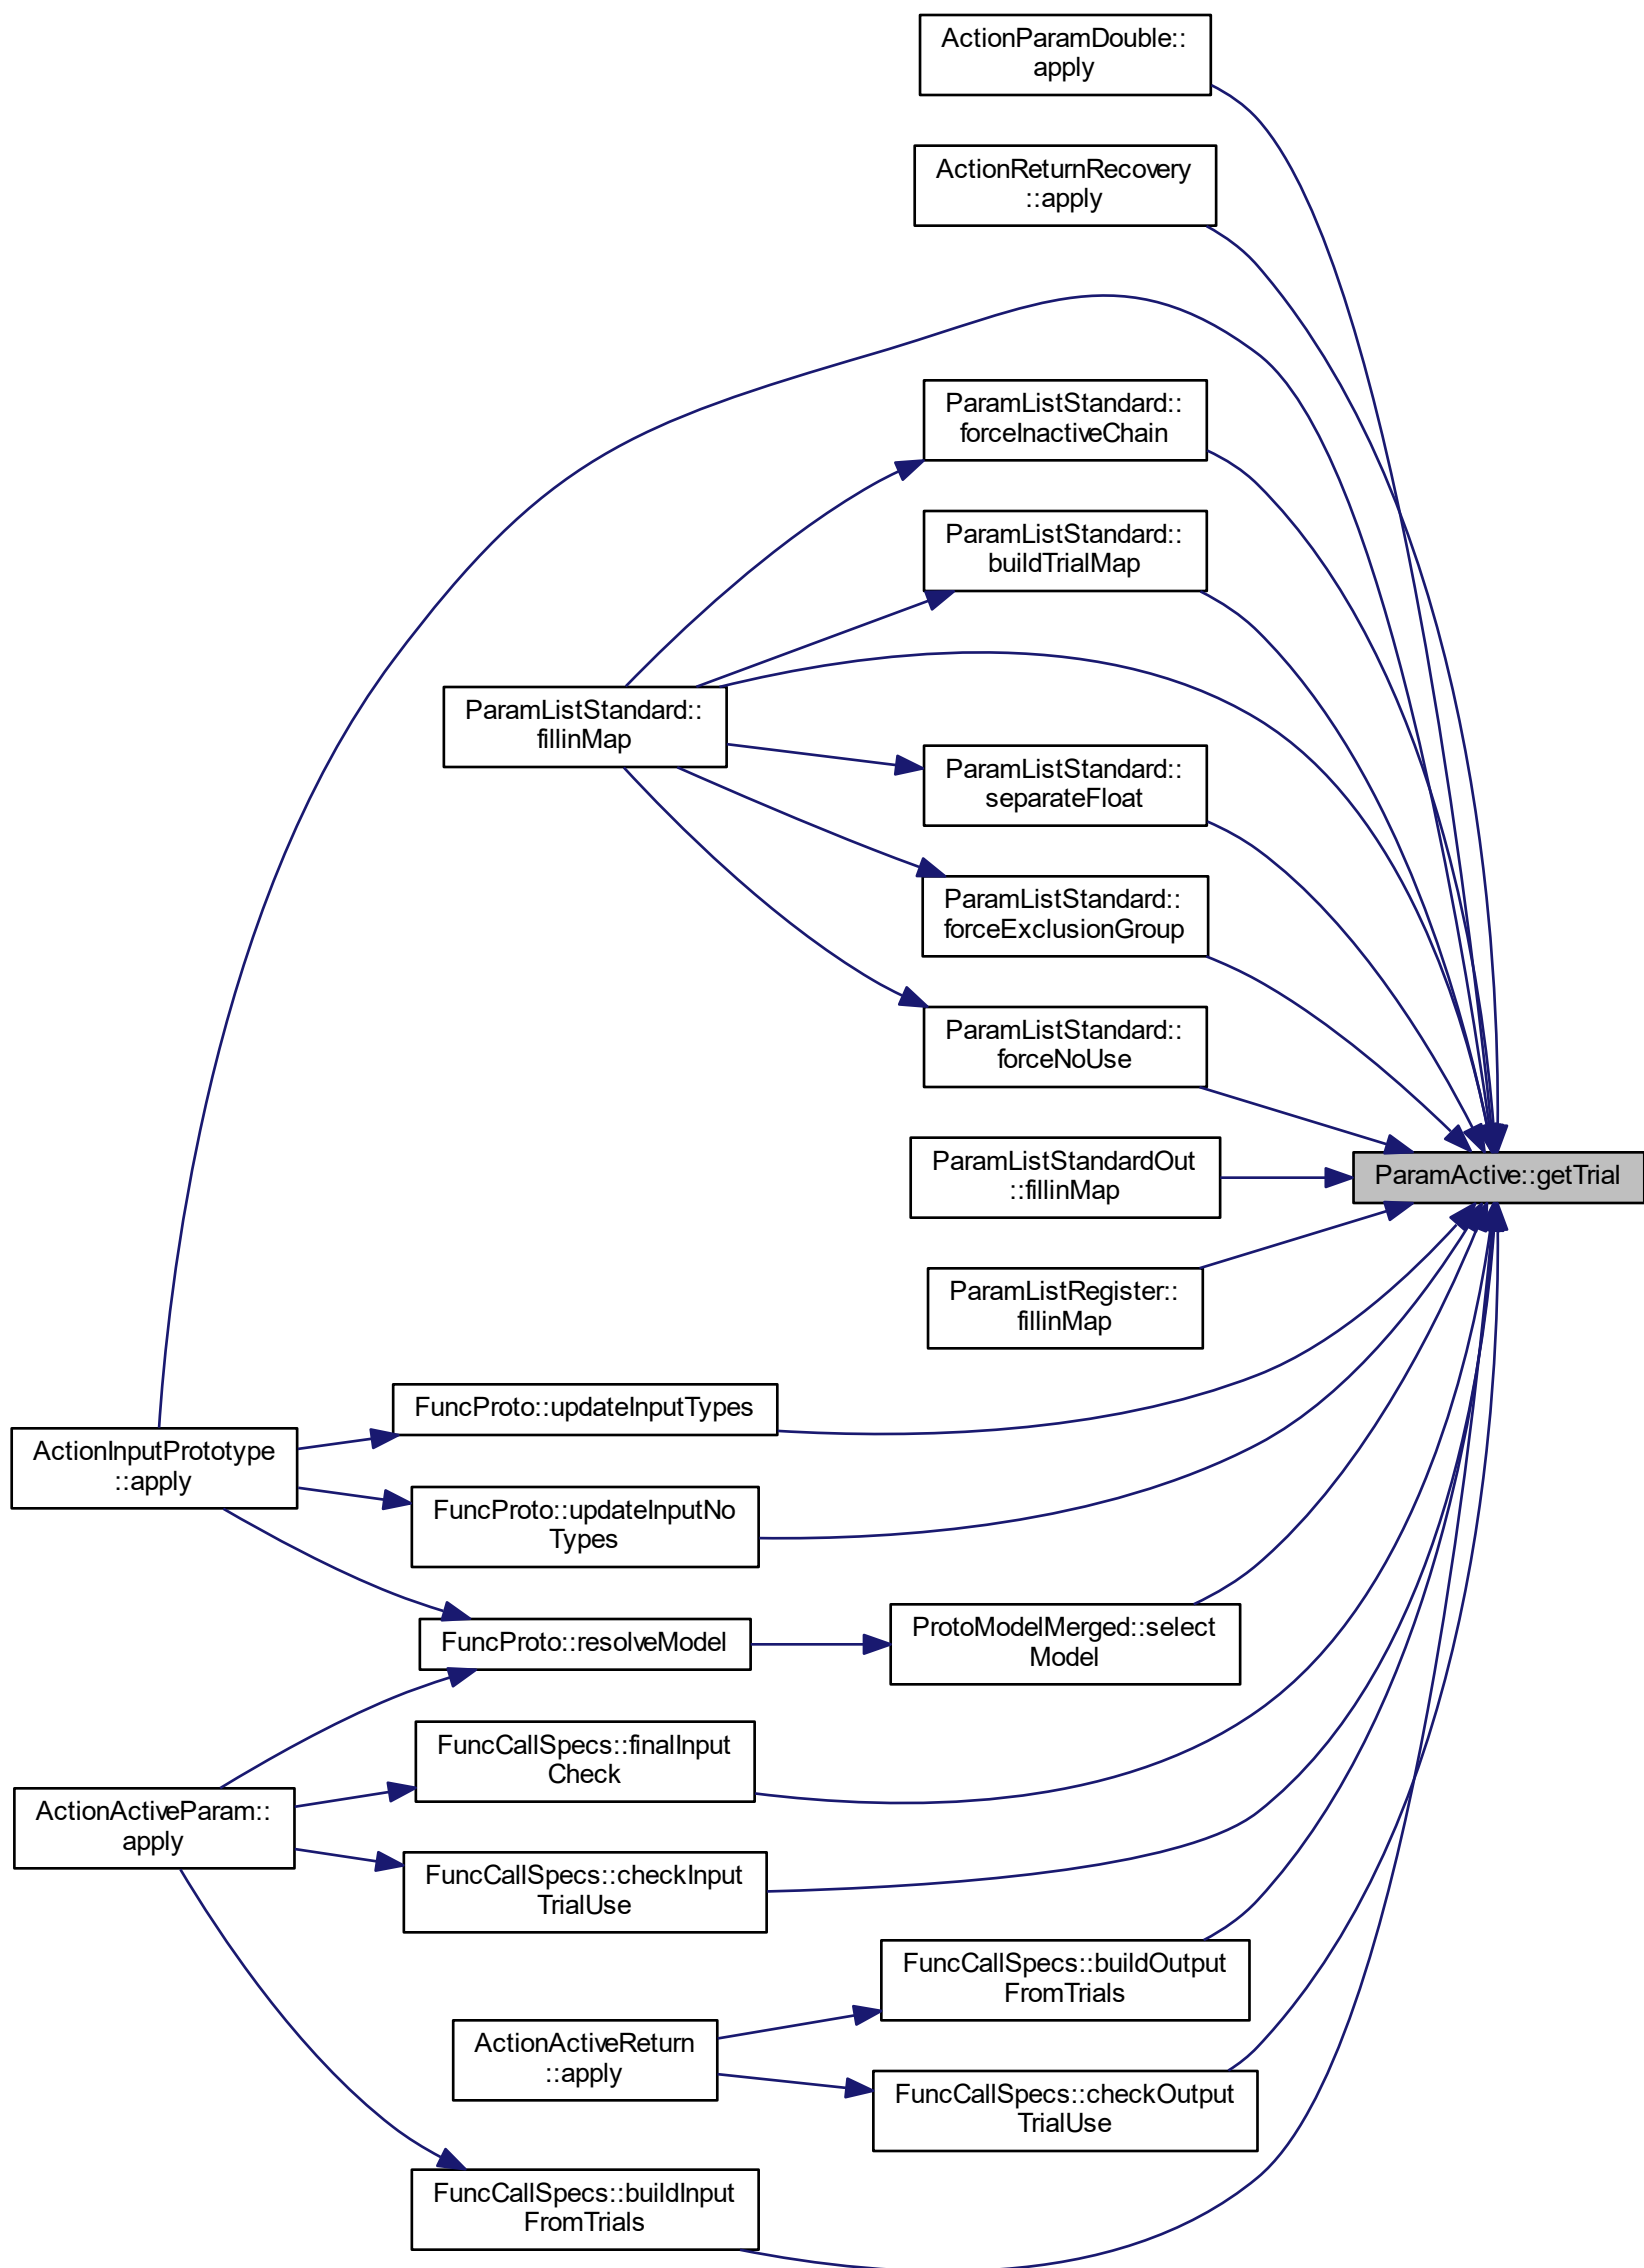 ActionParamDouble::
apply
ActionReturnRecovery
::apply
ParamListStandard::
forceInactiveChain
ParamListStandard::
buildTrialMap
ParamListStandard::
fillinMap
ParamListStandard::
separateFloat
ParamListStandard::
forceExclusionGroup
ParamListStandard::
forceNoUse
ParamListStandardOut
::fillinMap
ParamActive::getTrial
ParamListRegister::
fillinMap
FuncProto::updateInputTypes
ActionInputPrototype
::apply
FuncProto::updateInputNo
Types
FuncProto::resolveModel
ProtoModelMerged::select
Model
FuncCallSpecs::finalInput
Check
ActionActiveParam::
apply
FuncCallSpecs::checkInput
TrialUse
FuncCallSpecs::buildOutput
FromTrials
ActionActiveReturn
::apply
FuncCallSpecs::checkOutput
TrialUse
FuncCallSpecs::buildInput
FromTrials